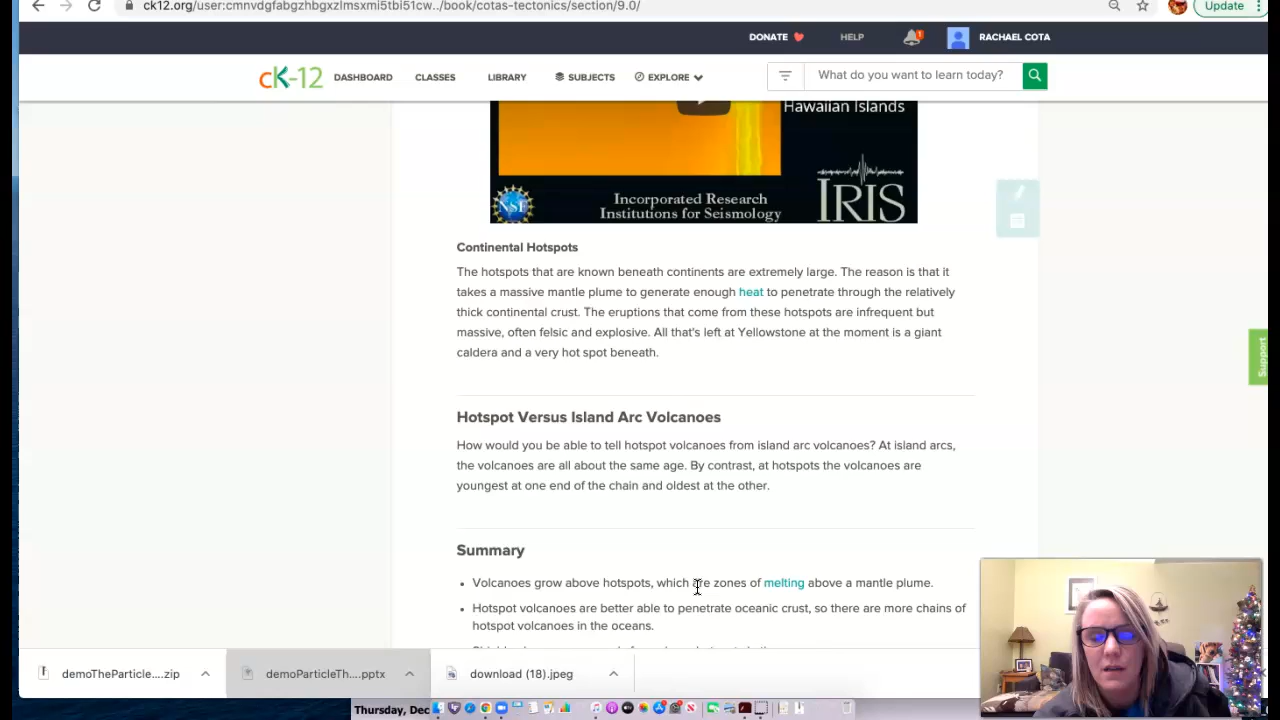 ck12.org/user:cmnvdgfabgzhbgxzlmsxmi5tbi51cw../book/cotas-tectonics/section/9.0/
Update
DONATE
HELP
1
RACHAEL COTA
cK-12
DASHBOARD
CLASSES
LIBRARY
SUBJECTS
EXPLORE
What do you want to learn today?
Hawaiian Islands
NSF
Incorporated Research
Institutions for Seismology
IRIS
Continental Hotspots
The hotspots that are known beneath continents are extremely large. The reason is that it
takes a massive mantle plume to generate enough heat to penetrate through the relatively
thick continental crust. The eruptions that come from these hotspots are infrequent but
massive, often felsic and explosive. All that's left at Yellowstone at the moment is a giant
caldera and a very hot spot beneath.
Support
Hotspot Versus Island Arc Volcanoes
How would you be able to tell hotspot volcanoes from island arc volcanoes? At island arcs,
the volcanoes are all about the same age. By contrast, at hotspots the volcanoes are
youngest at one end of the chain and oldest at the other.
Summary
• Volcanoes grow above hotspots, which are zones of melting above a mantle plume.
• Hotspot volcanoes are better able to penetrate oceanic crust, so there are more chains of
hotspot volcanoes in the oceans.
demoTheParticle....zip
demoParticleTh....pptx
download (18).jpeg
Thursday, Dec